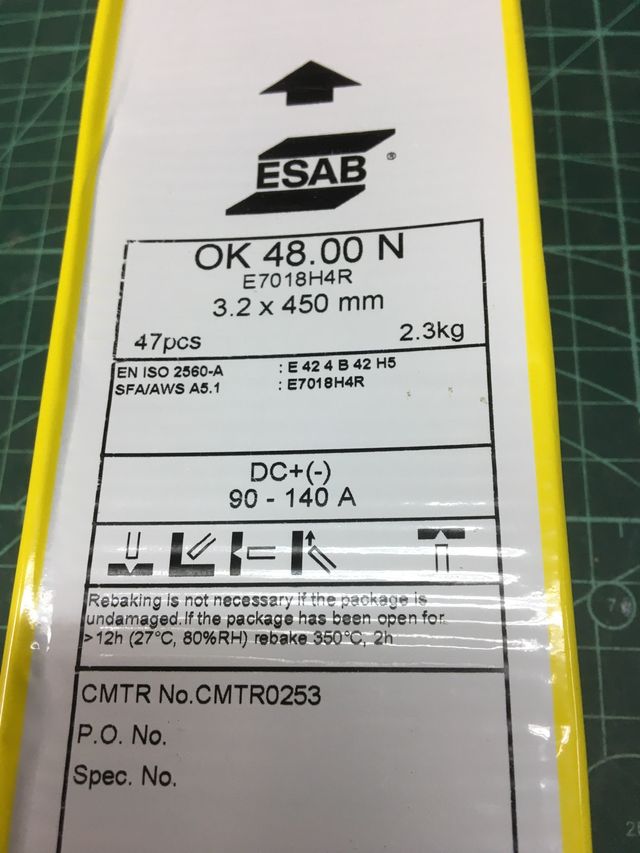 ESAB ®
OK 48.00 N
E7018H4R
3.2 x 450 mm
47pcs 2.3kg
EN ISO 2560-A : E 42 4 B 42 H5
SFA/AWS A5.1 : E7018H4R
DC+(-)
90 - 140 A
Rebaking is not necessary if the package is
undamaged.If the package has been open for
>12h (27°C, 80%RH) rebake 350°C, 2h
CMTR No.CMTR0253
P.O. No.
Spec. No.